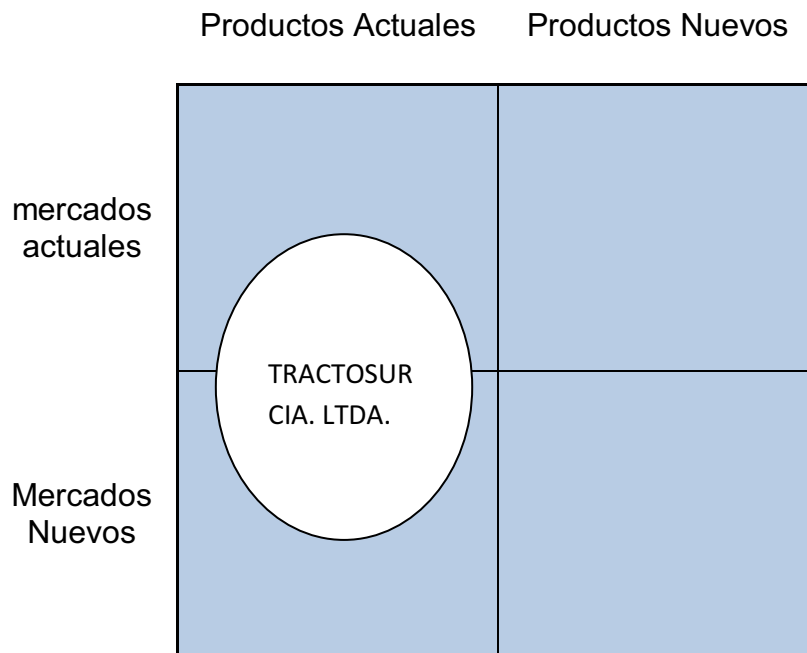 Productos Actuales Productos Nuevos
mercados
actuales
TRACTOSUR
CIA. LTDA.
Mercados
Nuevos